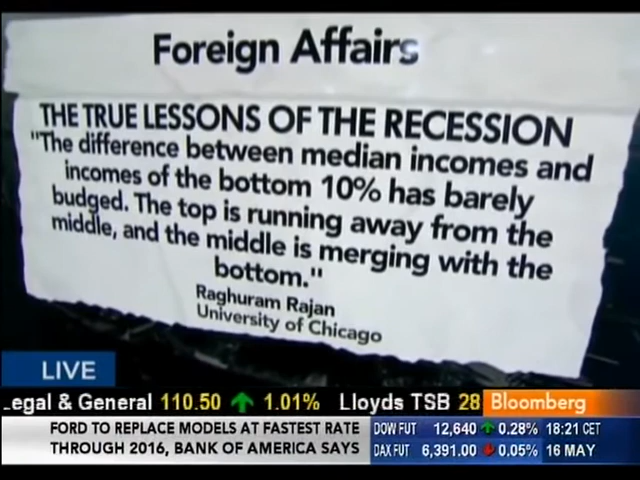 Foreign Affairs
THE TRUE LESSONS OF THE RECESSION
"The difference between median incomes and
incomes of the bottom 10% has barely
budged. The top is running away from the
middle, and the middle is merging with the
bottom."
Raghuram Rajan
University of Chicago
LIVE
egal & General 110.50 1.01% Lloyds TSB 28
Bloomberg
FORD TO REPLACE MODELS AT FASTEST RATE
THROUGH 2016, BANK OF AMERICA SAYS
DOW FUT 12,640 0.28% 18:21 CET
DAX FUT 6,391.00 0.05% 16 MAY